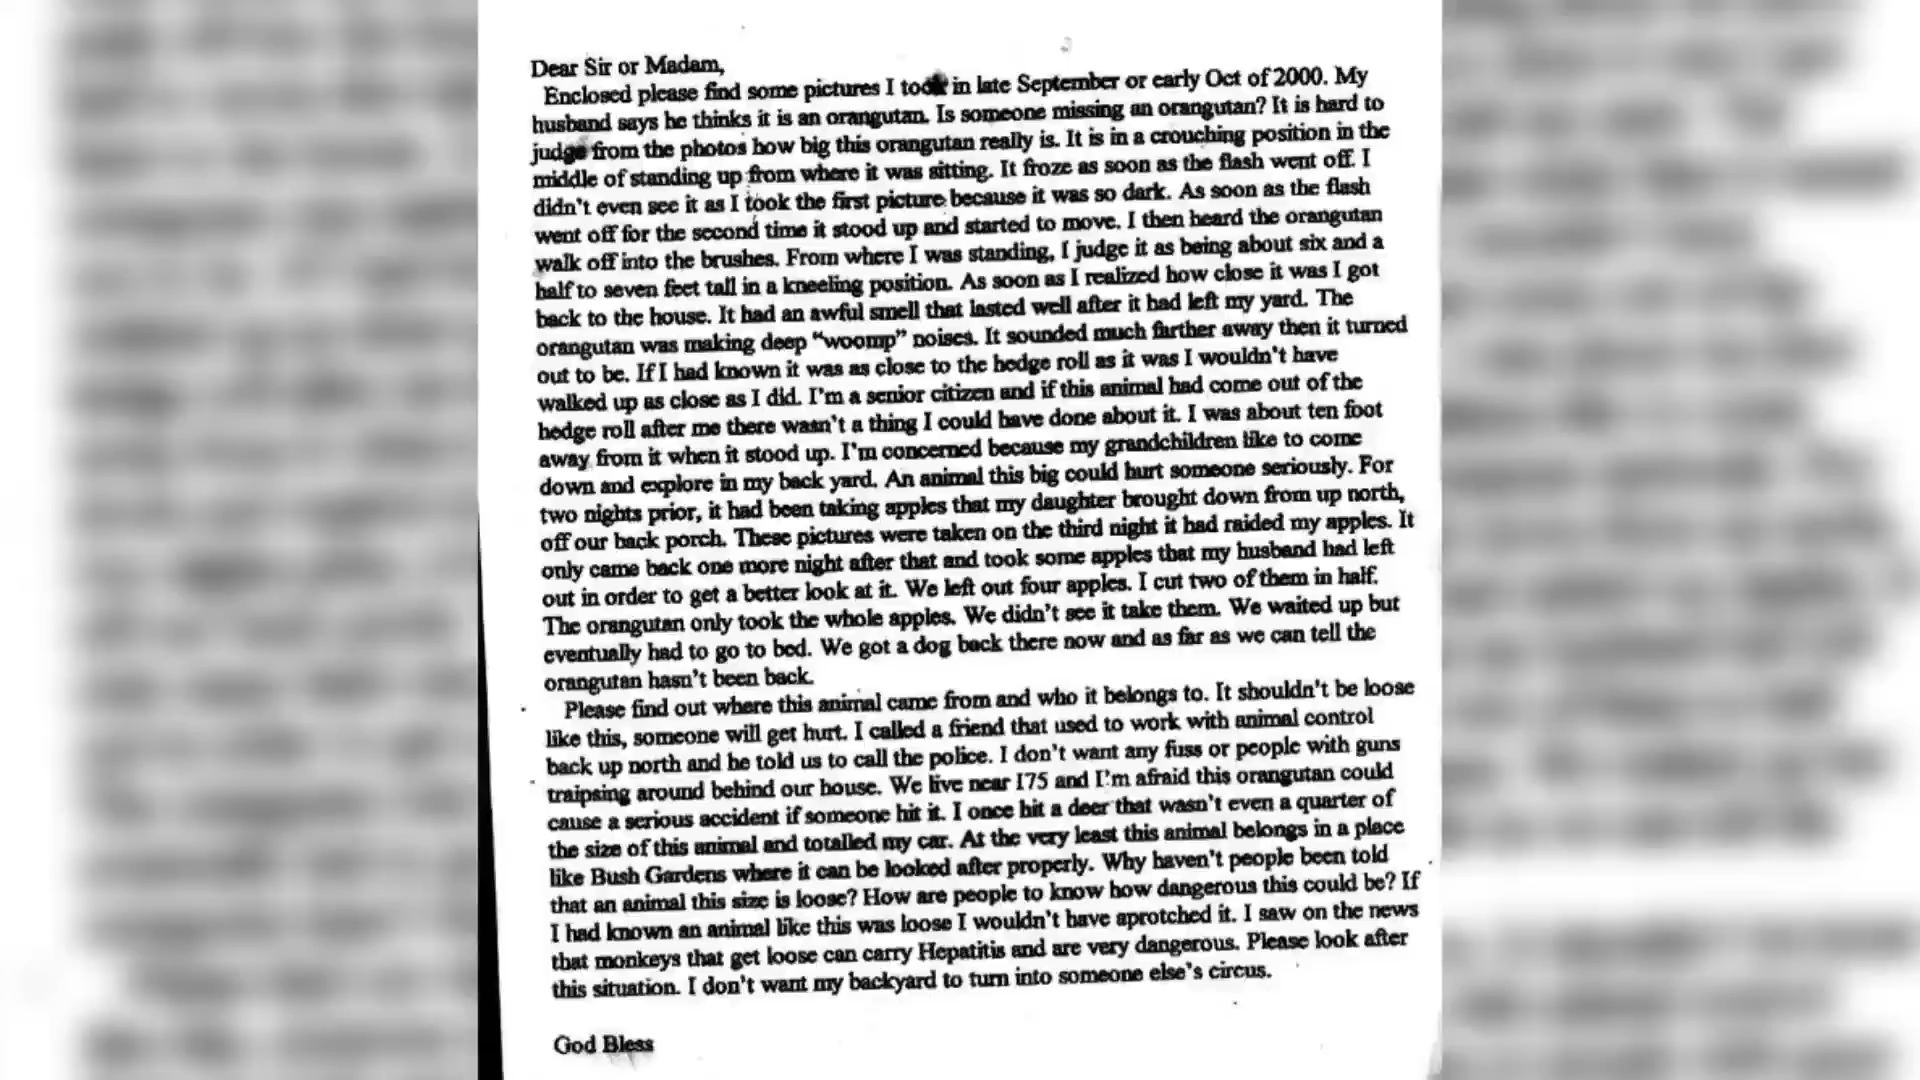 Dear Sir or Madam,
Enclosed please find some pictures I took in late September or early Oct of 2000. My
husband says he thinks it is an orangutan. Is someone missing an orangutan? It is hard to
judge from the photos how big this orangutan really is. It is in a crouching position in the
middle of standing up from where it was sitting. It froze as soon as the flash went off. I
didn't even see it as I took the first picture because it was so dark. As soon as the flash
went off for the second time it stood up and started to move. I then heard the orangutan
walk off into the brushes. From where I was standing, I judge it as being about six and a
half to seven feet tall in a kneeling position. As soon as I realized how close it was I got
back to the house. It had an awful smell that lasted well after it had left my yard. The
orangutan was making deep “woomp” noises. It sounded much farther away then it turned
out to be. If I had known it was as close to the hedge roll as it was I wouldn't have
walked up as close as I did. I'm a senior citizen and if this animal had come out of the
hedge roll after me there wasn't a thing I could have done about it. I was about ten foot
away from it when it stood up. I'm concerned because my grandchildren like to come
down and explore in my back yard. An animal this big could hurt someone seriously. For
two nights prior, it had been taking apples that my daughter brought down from up north,
off our back porch. These pictures were taken on the third night it had raided my apples. It
only came back one more night after that and took some apples that my husband had left
out in order to get a better look at it. We left out four apples. I cut two of them in half.
The orangutan only took the whole apples. We didn't see it take them. We waited up but
eventually had to go to bed. We got a dog back there now and as far as we can tell the
orangutan hasn't been back.
Please find out where this animal came from and who it belongs to. It shouldn't be loose
like this, someone will get hurt. I called a friend that used to work with animal control
back up north and he told us to call the police. I don't want any fuss or people with guns
traipsing around behind our house. We live near I75 and I'm afraid this orangutan could
cause a serious accident if someone hit it. I once hit a deer that wasn't even a quarter of
the size of this animal and totalled my car. At the very least this animal belongs in a place
like Bush Gardens where it can be looked after properly. Why haven't people been told
that an animal this size is loose? How are people to know how dangerous this could be? If
I had known an animal like this was loose I wouldn't have aprotched it. I saw on the news
that monkeys that get loose can carry Hepatitis and are very dangerous. Please look after
this situation. I don't want my backyard to turn into someone else's circus.
God Bless